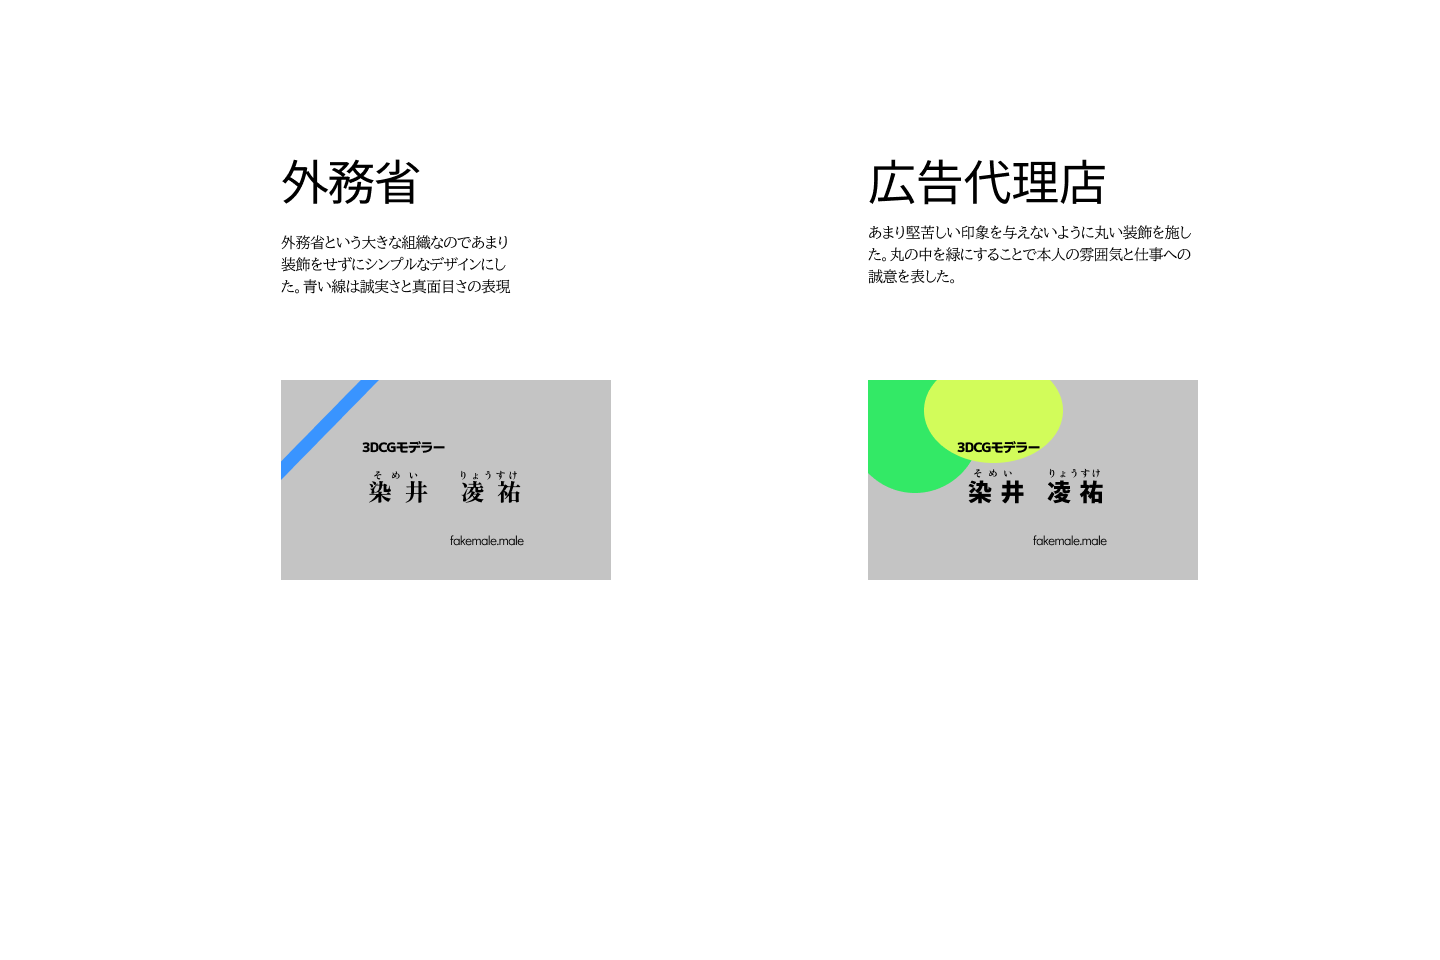 外務省
外務省という大きな組織なのであまり
装飾をせずにシンプルなデザインにし
た。青い線は誠実さと真面目さの表現
3DCGモデラー
そめい りょうすけ
染井 凌祐
fakemale.male
広告代理店
あまり堅苦しい印象を与えないように丸い装飾を施し
た。丸の中を緑にすることで本人の雰囲気と仕事への
誠意を表した。
3DCGモデラー
そめい りょうすけ
染井 凌祐
fakemale.male